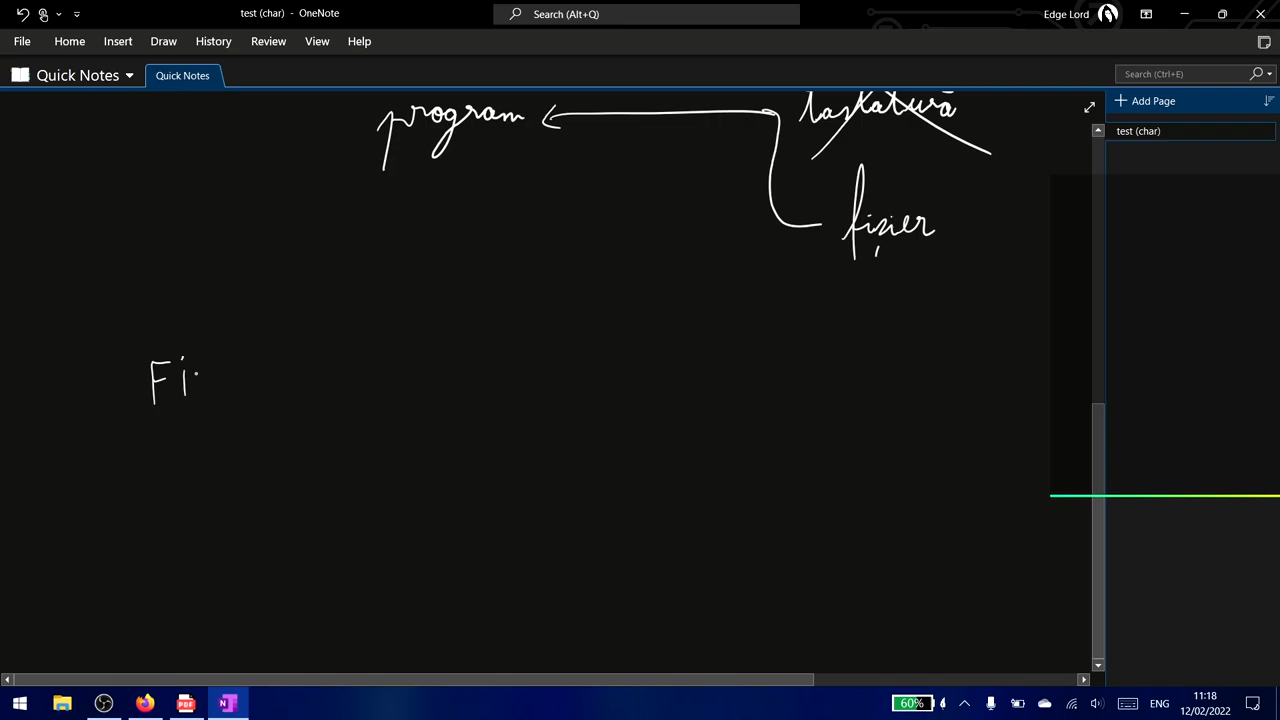 test (char) - OneNote
Search (Alt+Q)
Edge Lord
File Home Insert Draw History Review View Help
Quick Notes
Quick Notes
Search (Ctrl+E)
Add Page
test (char)
program
tastatură
fișier
Fi
60%
ENG
11:18
12/02/2022